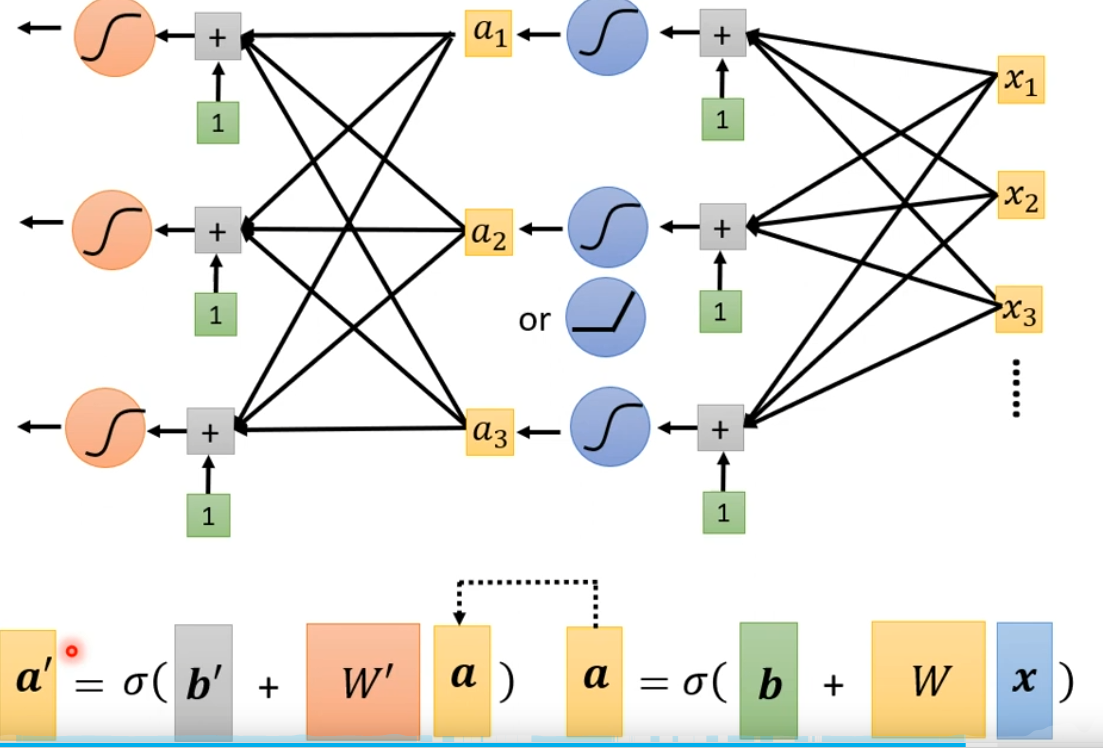 + a₁ + x₁
1 1
x₂
+ a₂ +
1 or 1 x₃
+ a₃ +
1 1
a′ = σ( b′ + W′ a ) a = σ( b + W x )